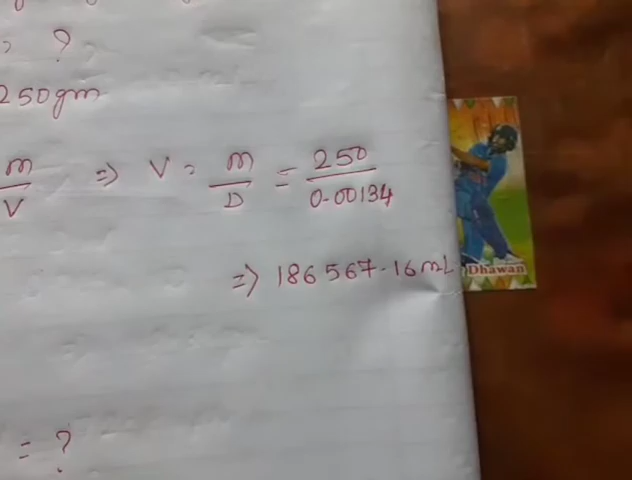 ?
250gm
m/V => V = m/D = 250/0.00134
=> 186567.16mL
Dhawan
= ?